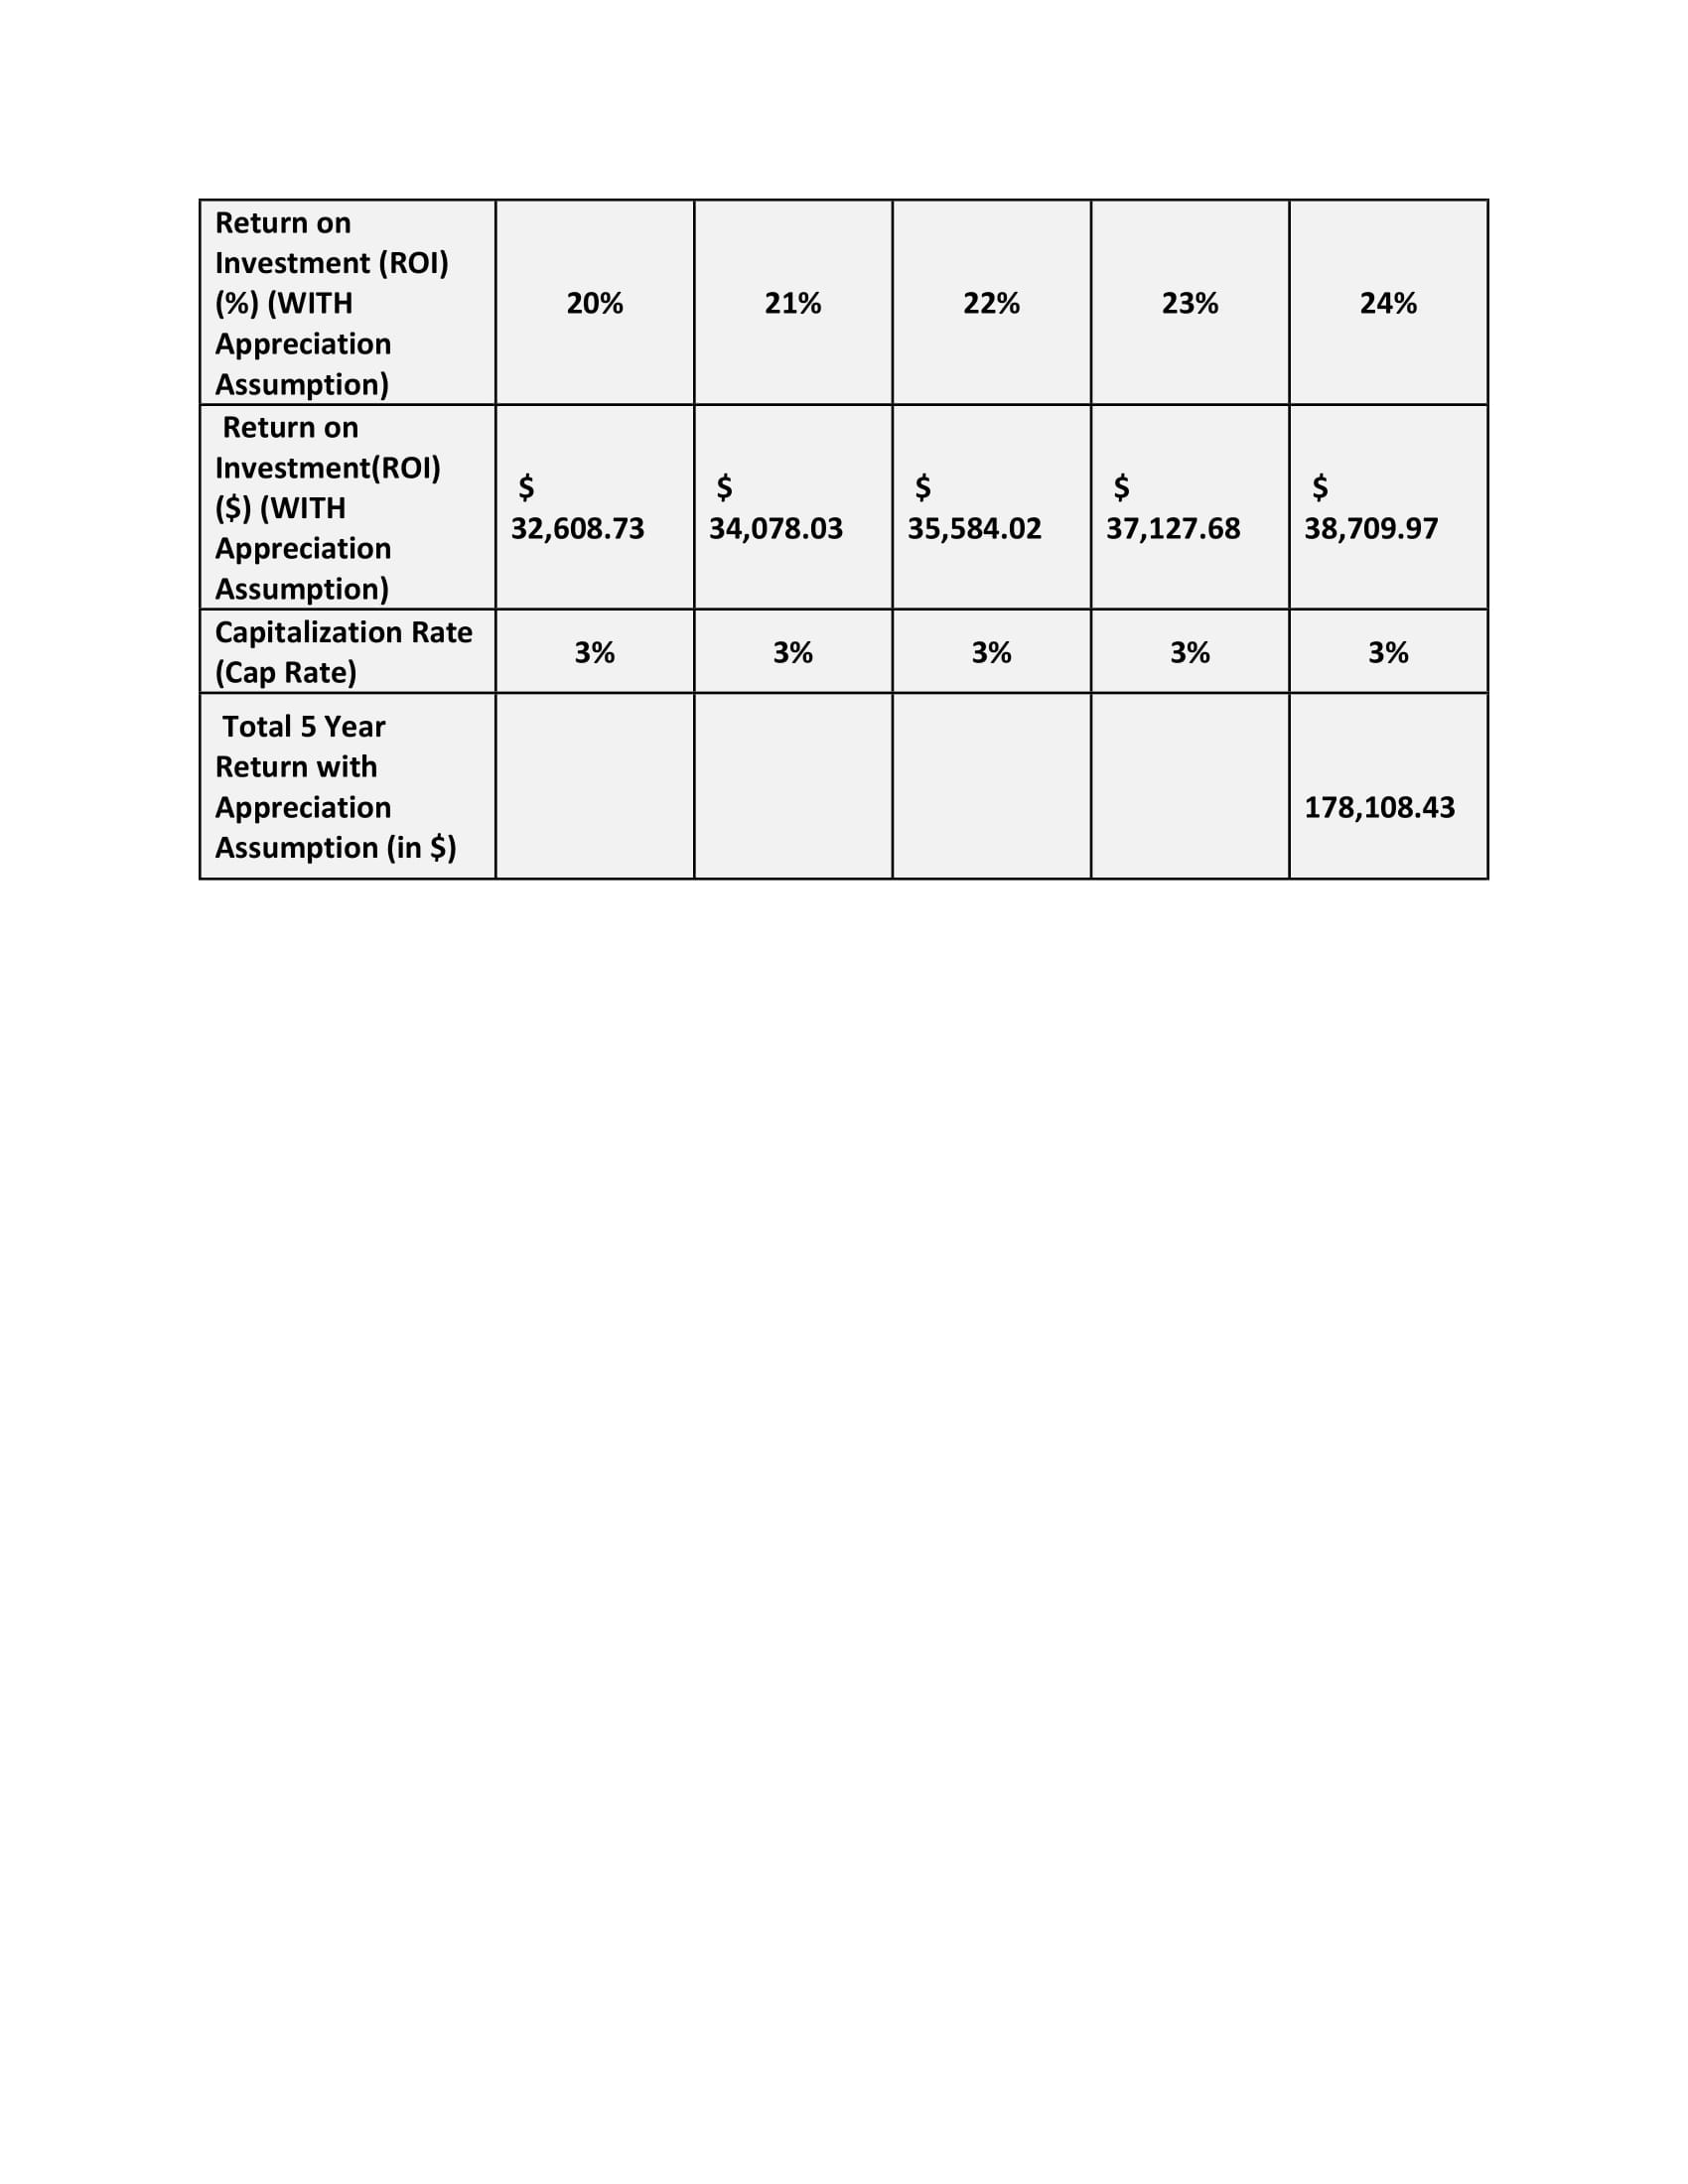 Return on
Investment (ROI)
(%) (WITH
Appreciation
Assumption)
20%
21%
22%
23%
24%
Return on
Investment(ROI)
($) (WITH
Appreciation
Assumption)
$
32,608.73
$
34,078.03
$
35,584.02
$
37,127.68
$
38,709.97
Capitalization Rate
(Cap Rate)
3%
3%
3%
3%
3%
Total 5 Year
Return with
Appreciation
Assumption (in $)
178,108.43